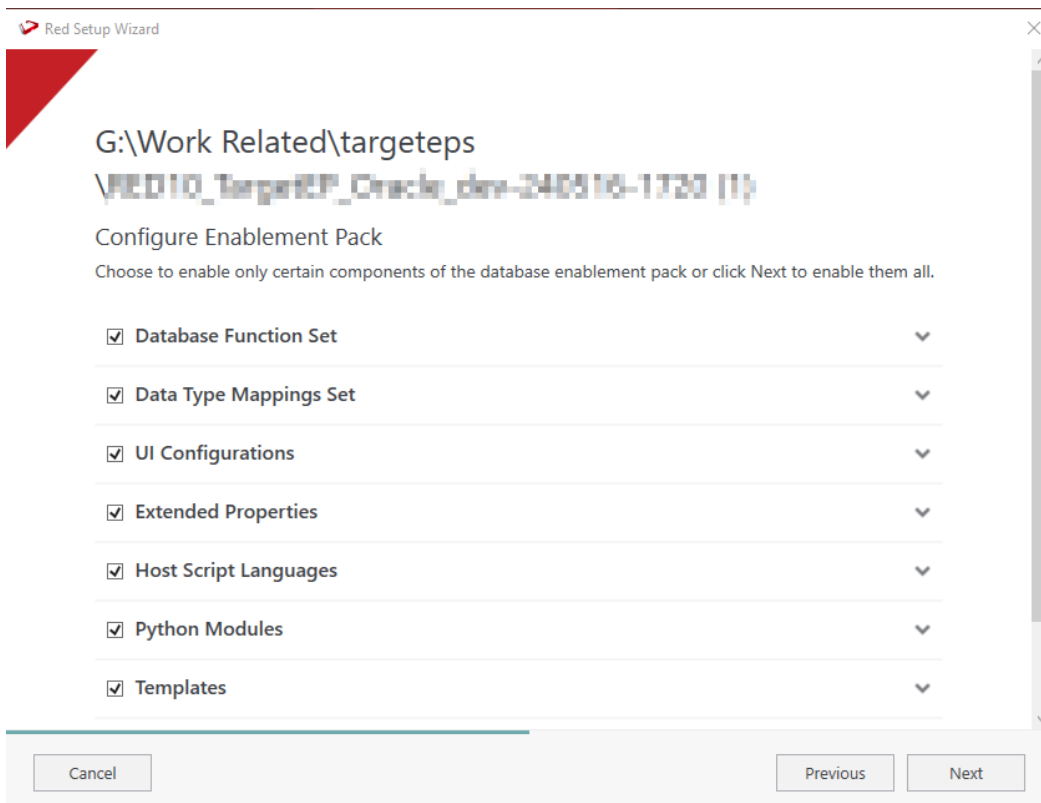 Red Setup Wizard
G:\Work Related\targeteps
\
Configure Enablement Pack
Choose to enable only certain components of the database enablement pack or click Next to enable them all.
Database Function Set
Data Type Mappings Set
UI Configurations
Extended Properties
Host Script Languages
Python Modules
Templates
Cancel
Previous
Next